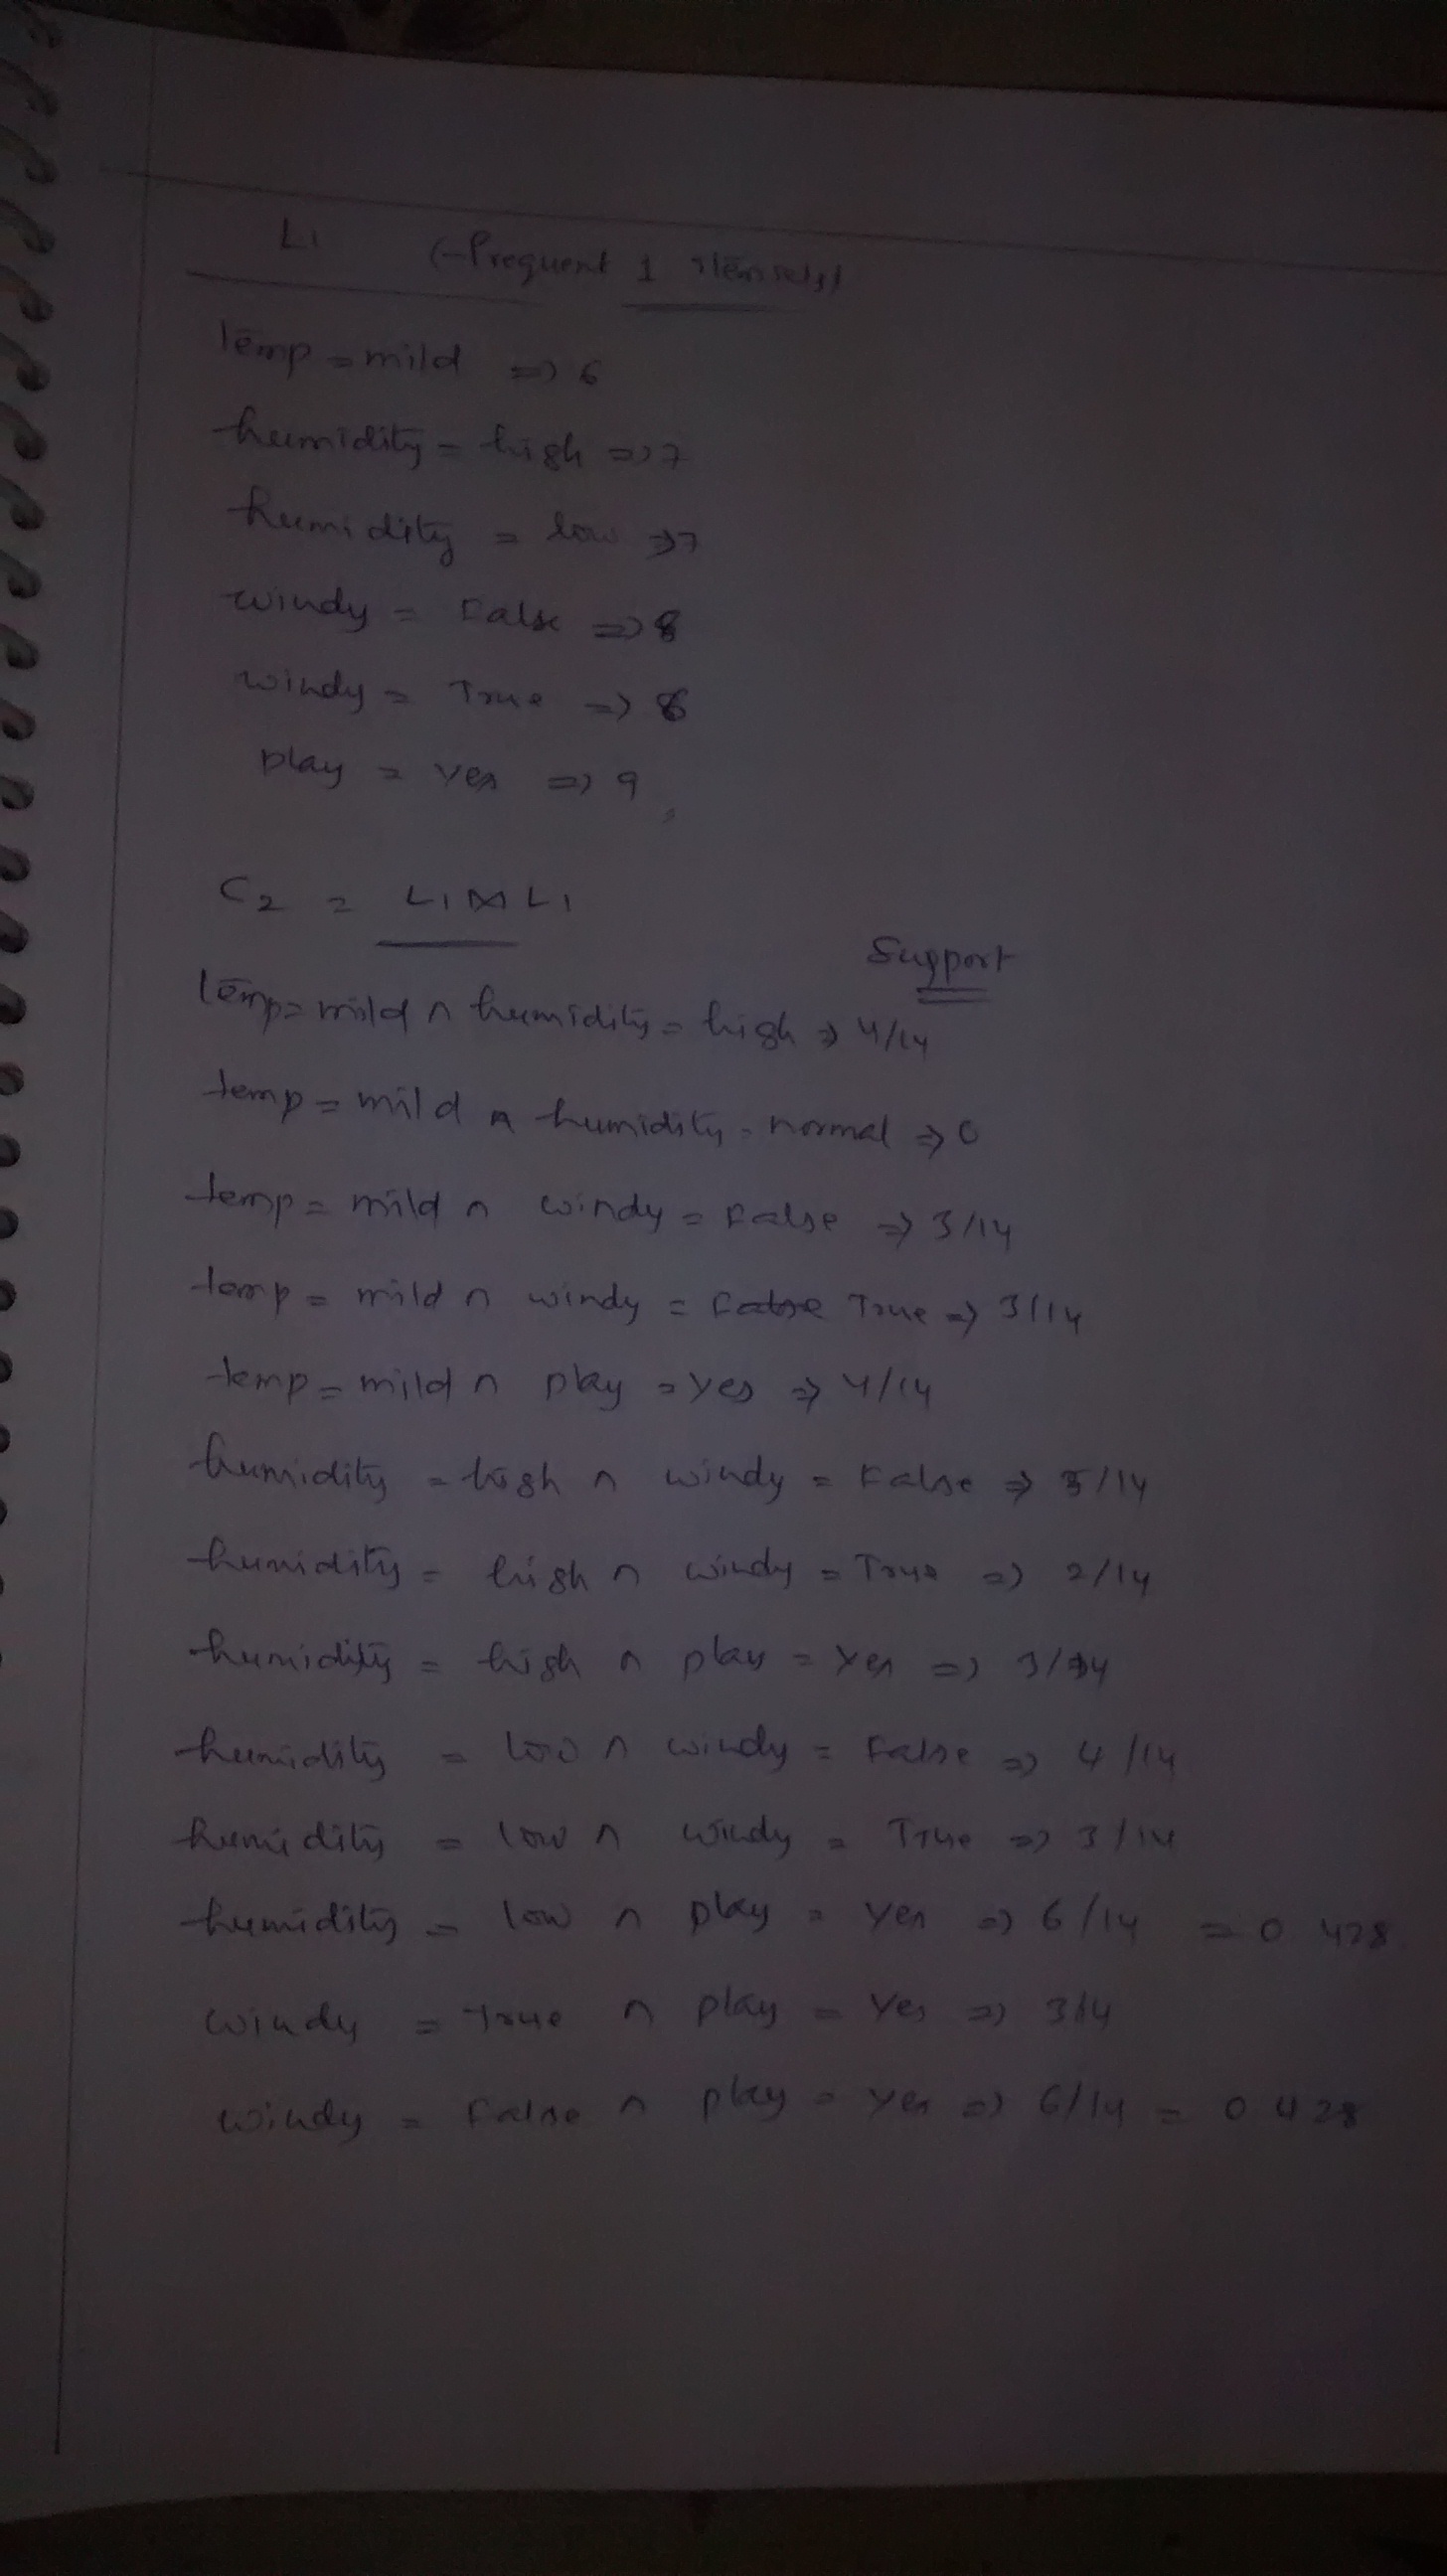 L1 (frequent 1 itemsets)
temp = mild => 6
humidity = high => 7
humidity = low => 7
windy = False => 8
windy = True => 6
play = yes => 9
C2 = L1 ⋈ L1
Support
temp = mild ∩ humidity = high => 4/14
temp = mild ∩ humidity = normal => 0
temp = mild ∩ windy = False => 3/14
temp = mild ∩ windy = False True => 3/14
temp = mild ∩ play = yes => 4/14
humidity = high ∩ windy = False => /14
humidity = high ∩ windy = True => 2/14
humidity = high ∩ play = Yes => 3/14
humidity = low ∩ windy = False => 4/14
humidity = low ∩ windy = True => 3/14
humidity = low ∩ play = yes => 6/14 = 0.428
windy = True ∩ play = Yes => 3/14
windy = False ∩ play = yes => 6/14 = 0.428